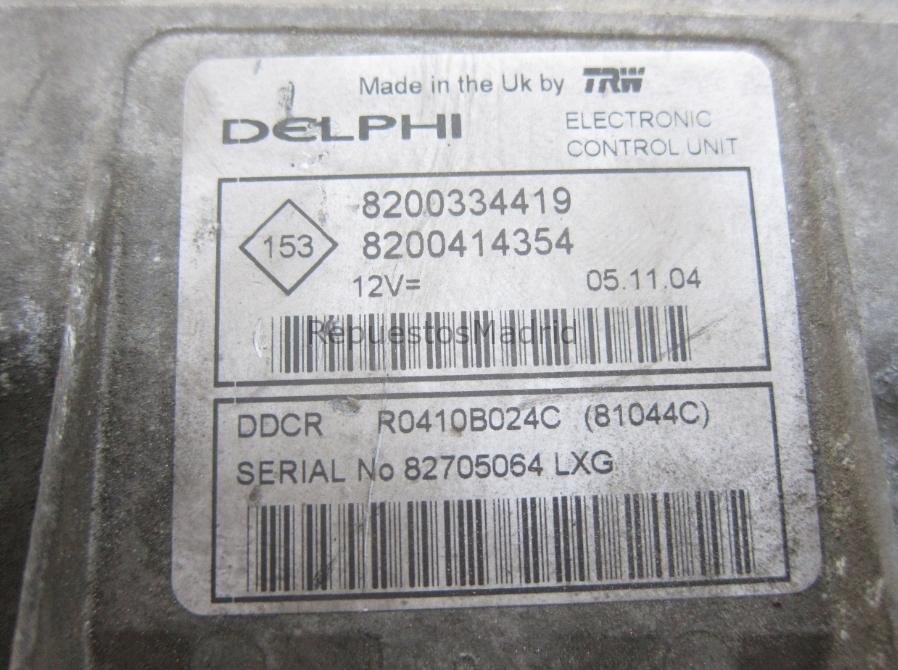 Made in the Uk by TRW
DELPHI
ELECTRONIC
CONTROL UNIT
153
8200334419
8200414354
12V=
05.11.04
RepuestosMadrid
DDCR R0410B024C (81044C)
SERIAL No 82705064 LXG